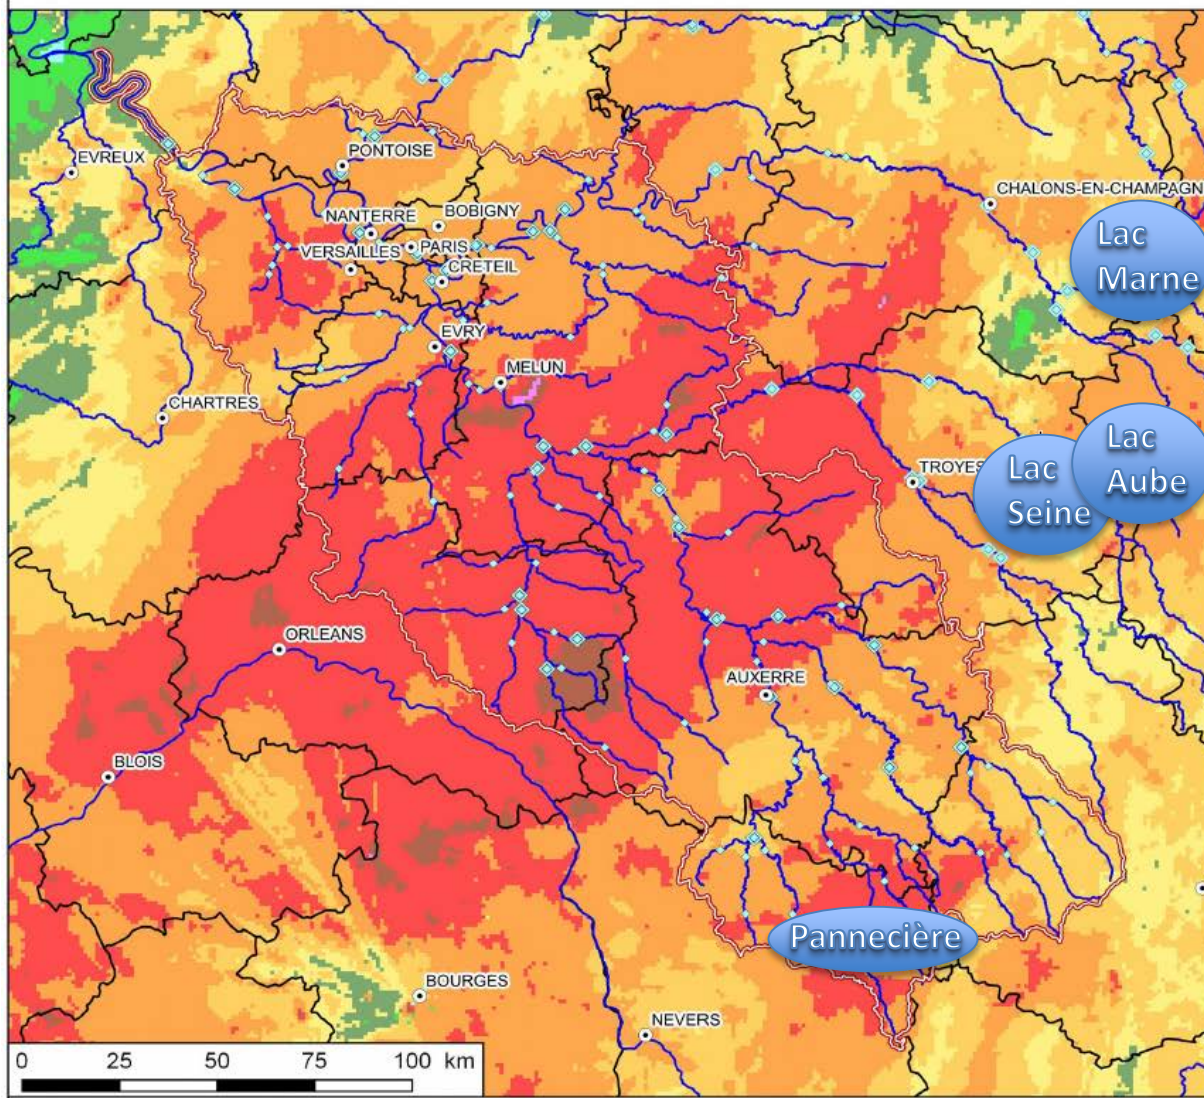 EVREUX
PONTOISE
CHALONS-EN-CHAMPAGN
NANTERRE
BOBIGNY
VERSAILLES
PARIS
CRETEIL
Lac
Marne
EVRY
MELUN
CHARTRES
TROYES
Lac
Seine
Lac
Aube
ORLEANS
AUXERRE
BLOIS
Pannecière
BOURGES
NEVERS
0 25 50 75 100 km